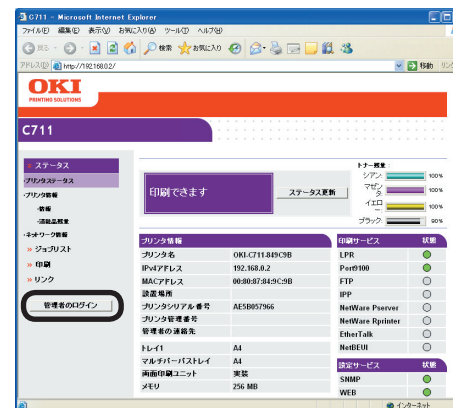 C711 - Microsoft Internet Explorer
ファイル(F) 編集(E) 表示(V) お気に入り(A) ツール(T) ヘルプ(H)
戻る 検索 お気に入り
アドレス(D) http://192.168.0.2/ 移動 リンク
OKI
PRINTING SOLUTIONS
C711
ステータス
・プリンタステータス
・プリンタ情報
・情報
・消耗品残量
・ネットワーク情報
ジョブリスト
印刷
リンク
管理者のログイン
印刷できます
ステータス更新
トナー残量
シアン: 100%
マゼンタ: 100%
イエロー: 100%
ブラック: 90%
プリンタ情報
プリンタ名 OKI-C711-849C9B
IPv4アドレス 192.168.0.2
MACアドレス 00:80:87:84:9C:9B
設置場所
プリンタシリアル番号 AE5B057966
プリンタ管理番号
管理者の連絡先
トレイ1 A4
マルチパーパストレイ A4
両面印刷ユニット 実装
メモリ 256 MB
印刷サービス 状態
LPR
Port9100
FTP
IPP
NetWare Pserver
NetWare Rprinter
EtherTalk
NetBEUI
設定サービス 状態
SNMP
WEB
インターネット